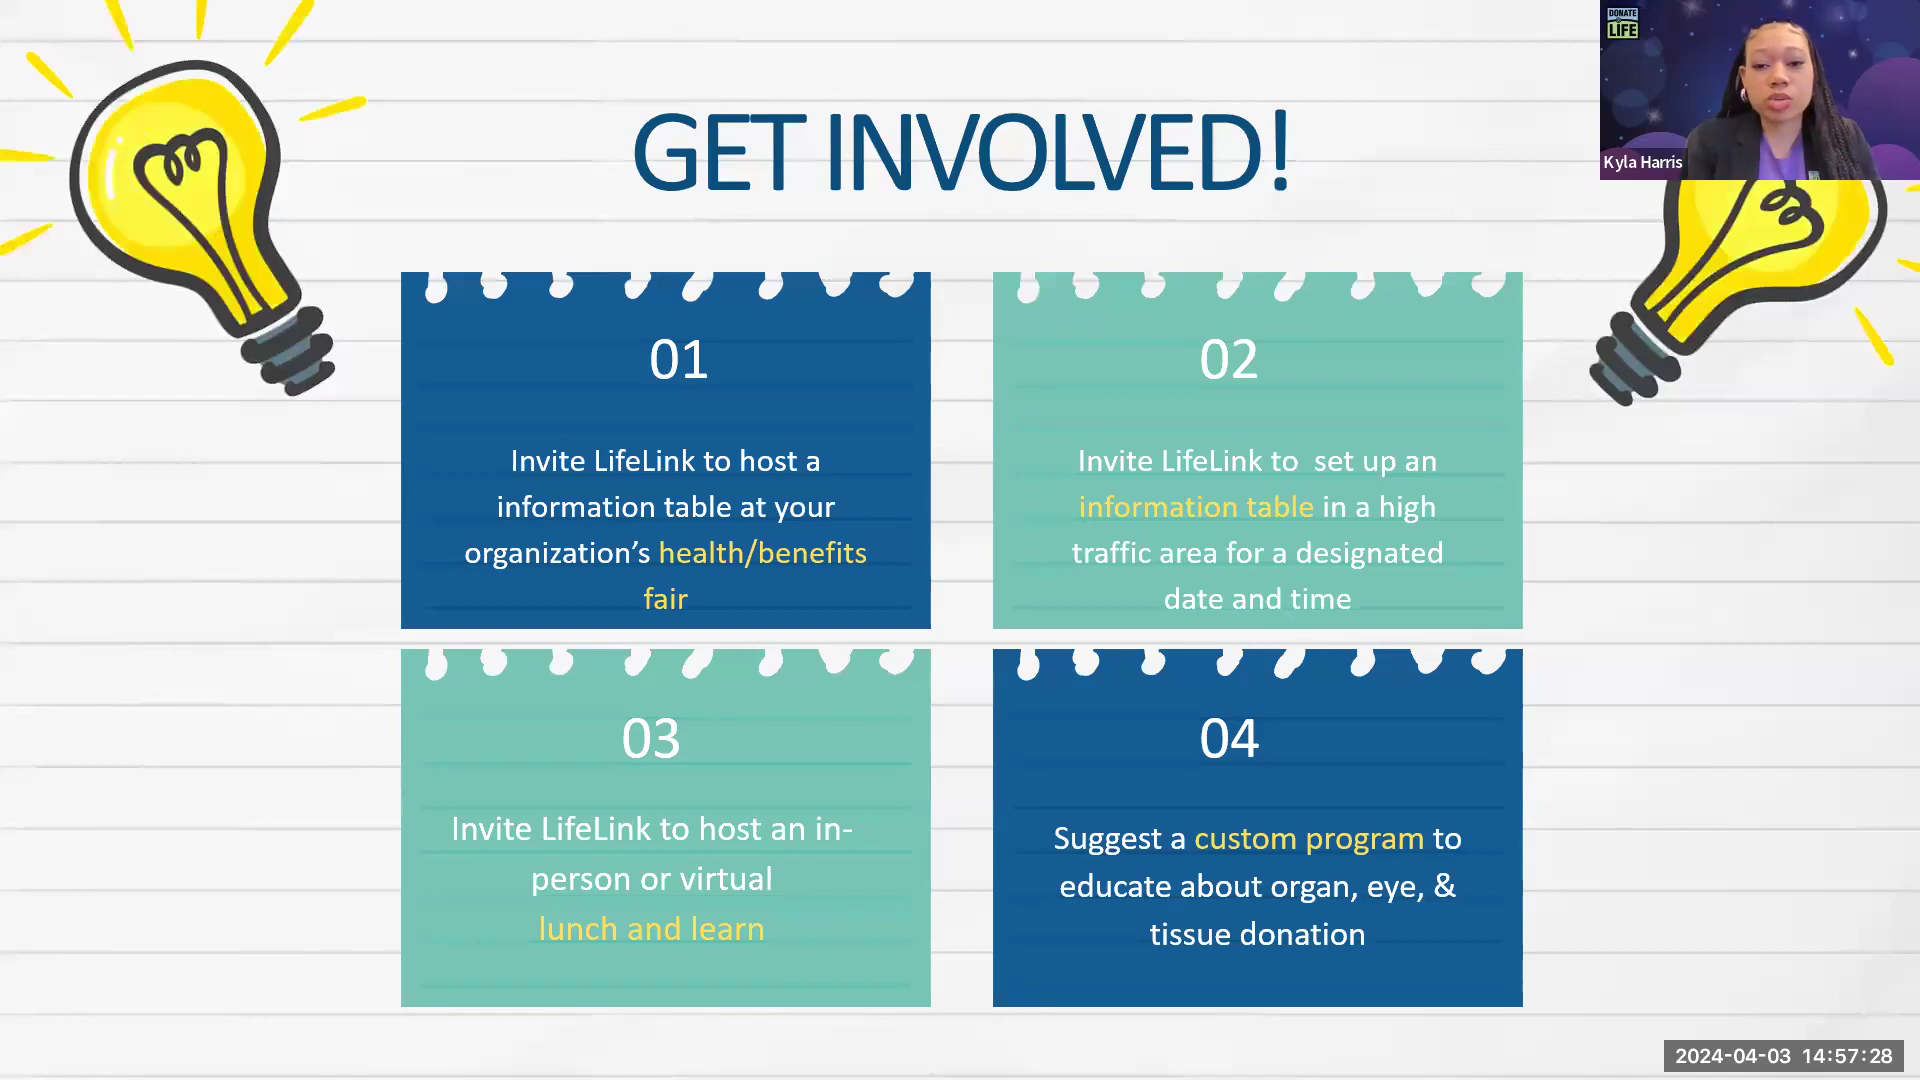 GET INVOLVED!
DONATE
LIFE
Kyla Harris
01
Invite LifeLink to host a
information table at your
organization’s health/benefits
fair
02
Invite LifeLink to  set up an
information table in a high
traffic area for a designated
date and time
03
Invite LifeLink to host an in-
person or virtual
lunch and learn
04
Suggest a custom program to
educate about organ, eye, &
tissue donation
2024-04-03 14:57:28